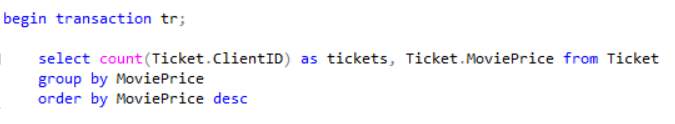 begin transaction tr;
select count(Ticket.ClientID) as tickets, Ticket.MoviePrice from Ticket
group by MoviePrice
order by MoviePrice desc